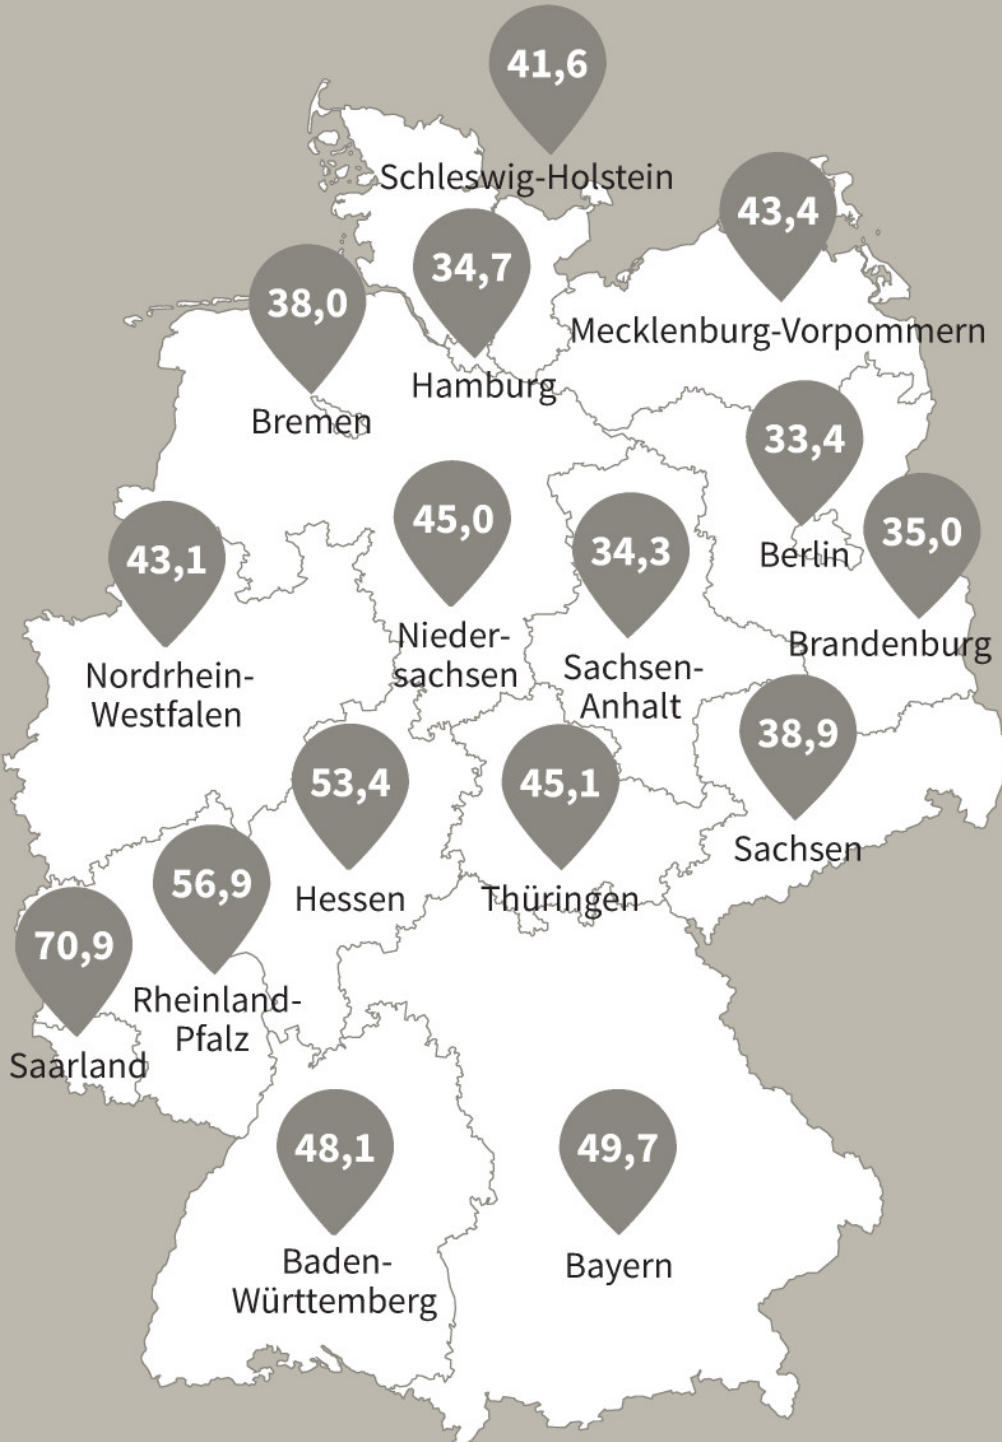 41,6
Schleswig-Holstein
43,4
Mecklenburg-Vorpommern
34,7
Hamburg
38,0
Bremen
33,4
Berlin
35,0
Brandenburg
45,0
Nieder-
sachsen
34,3
Sachsen-
Anhalt
43,1
Nordrhein-
Westfalen
38,9
Sachsen
53,4
Hessen
45,1
Thüringen
56,9
Rheinland-
Pfalz
70,9
Saarland
48,1
Baden-
Württemberg
49,7
Bayern